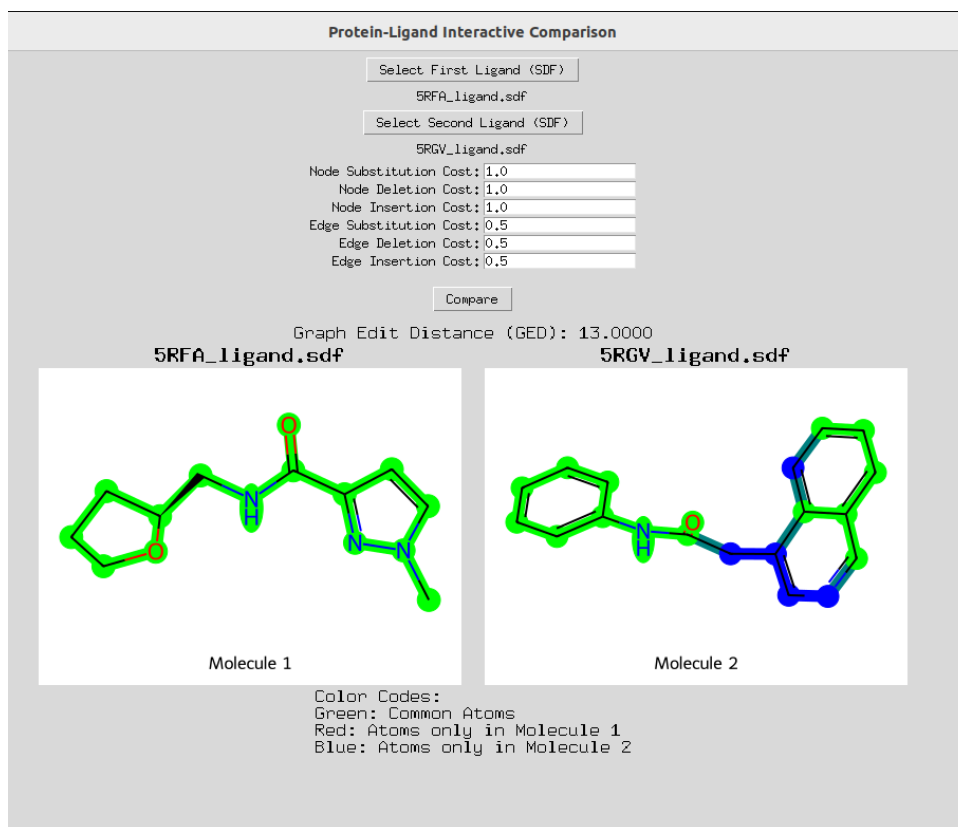 Protein-Ligand Interactive Comparison
Select First Ligand (SDF)
5RFA_ligand.sdf
Select Second Ligand (SDF)
5RGV_ligand.sdf
Node Substitution Cost: 1.0
Node Deletion Cost: 1.0
Node Insertion Cost: 1.0
Edge Substitution Cost: 0.5
Edge Deletion Cost: 0.5
Edge Insertion Cost: 0.5
Compare
Graph Edit Distance (GED): 13.0000
5RFA_ligand.sdf 5RGV_ligand.sdf
O
N
H
O
N
N
O
N
H
Molecule 1 Molecule 2
Color Codes:
Green: Common Atoms
Red: Atoms only in Molecule 1
Blue: Atoms only in Molecule 2